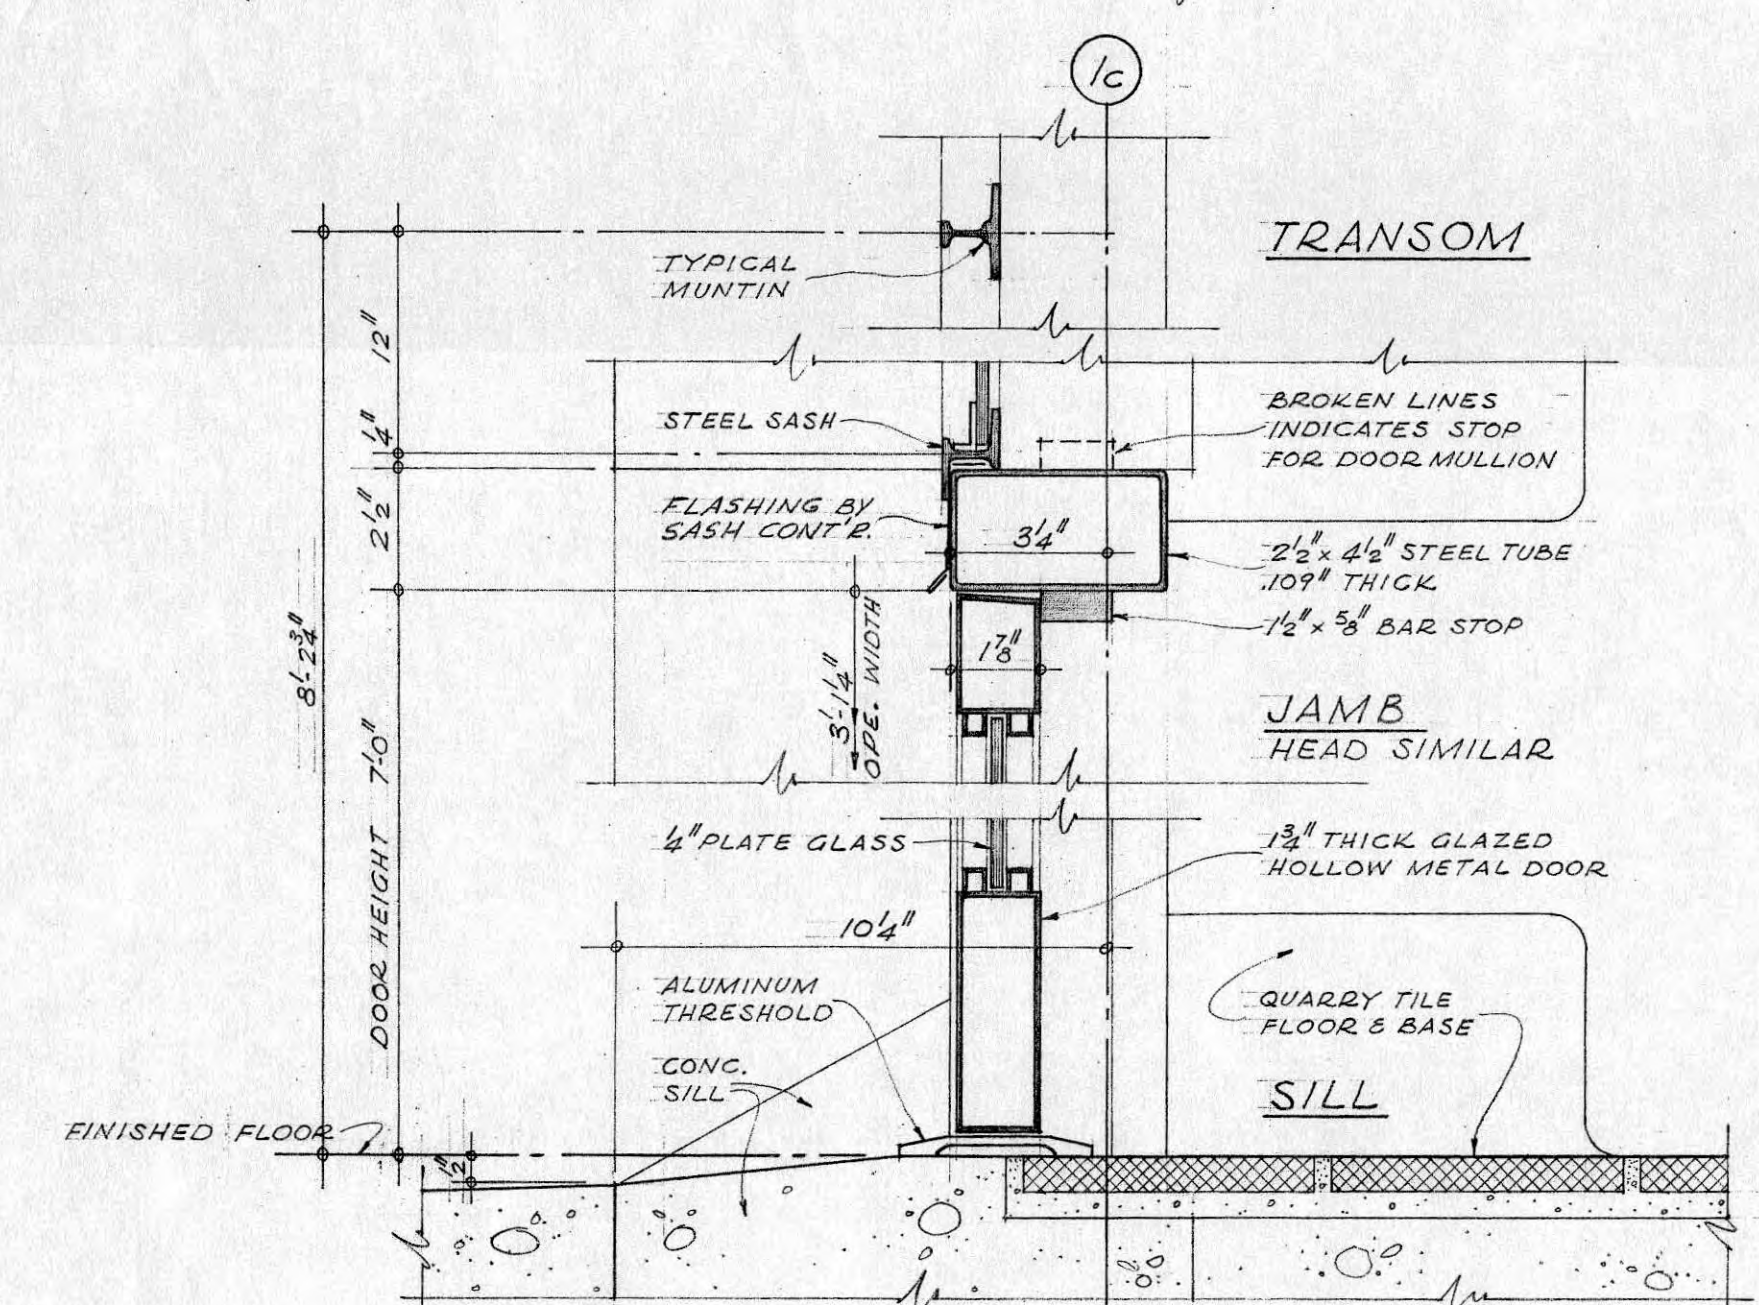 1c
TRANSOM
TYPICAL
MUNTIN
12"
STEEL SASH
1/4"
BROKEN LINES
INDICATES STOP
FOR DOOR MULLION
FLASHING BY
SASH CONT'R.
2 1/2"
3 1/4"
2 1/2" x 4 1/2" STEEL TUBE
.109" THICK
1 1/2" x 5/8" BAR STOP
8'-2 3/4"
1 7/8"
3'-1 1/4"
OPE. WIDTH
JAMB
HEAD SIMILAR
DOOR HEIGHT 7'-0"
1/4" PLATE GLASS
1 3/4" THICK GLAZED
HOLLOW METAL DOOR
10 1/4"
ALUMINUM
THRESHOLD
QUARRY TILE
FLOOR & BASE
CONC.
SILL
SILL
FINISHED FLOOR
1/2"